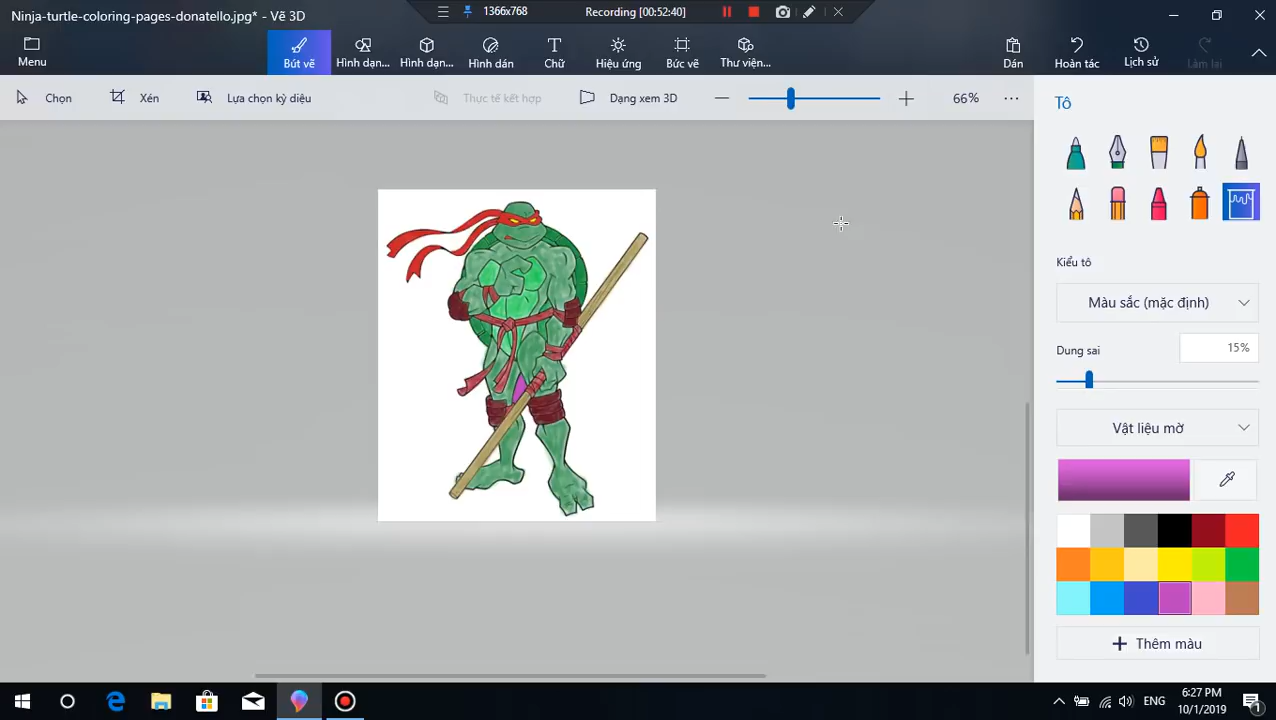 Ninja-turtle-coloring-pages-donatello.jpg* - Vẽ 3D
1366x768
Recording [00:52:40]
Menu
Bút vẽ
Hình dạn...
Hình dạn...
Hình dán
Chữ
Hiệu ứng
Bức vẽ
Thư viện...
Dán
Hoàn tác
Lịch sử
Làm lại
Chọn
Xén
Lựa chọn kỳ diệu
Thực tế kết hợp
Dạng xem 3D
66%
Tô
Kiểu tô
Màu sắc (mặc định)
Dung sai
15%
Vật liệu mờ
Thêm màu
ENG
6:27 PM
10/1/2019
1